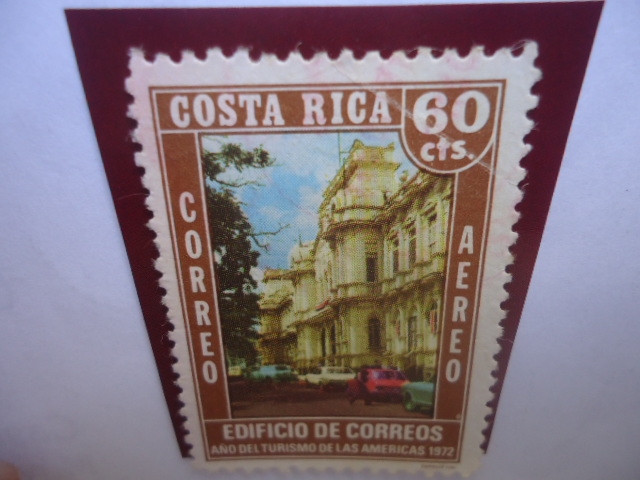 COSTA RICA
60
cts.
CORREO
AEREO
EDIFICIO DE CORREOS
AÑO DEL TURISMO DE LAS AMERICAS 1972